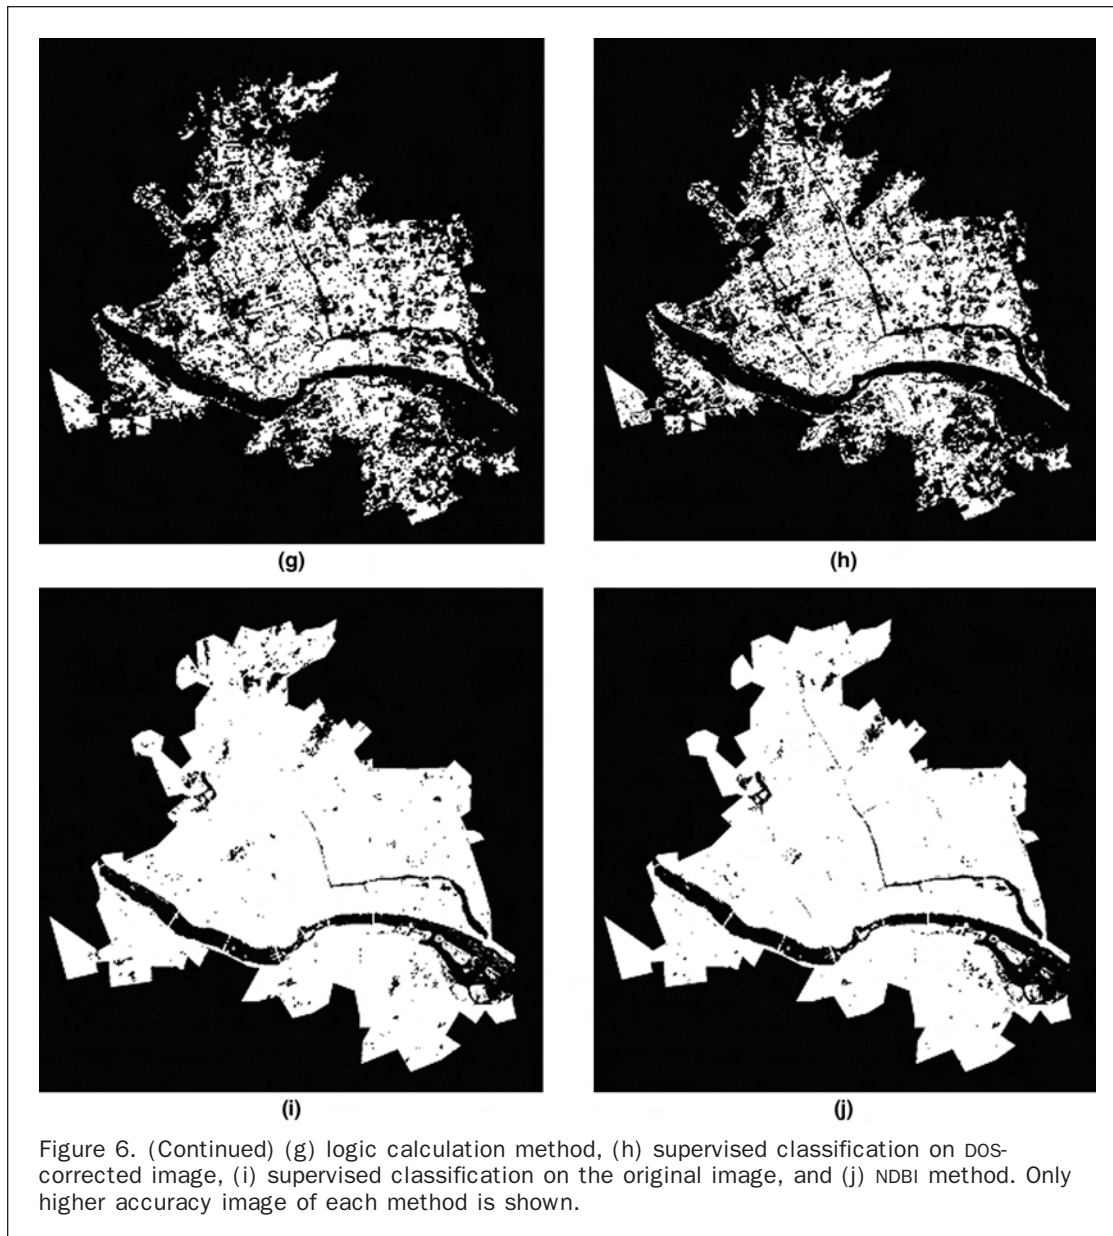 (g)
(h)
(i)
(j)
Figure 6. (Continued) (g) logic calculation method, (h) supervised classification on DOS-
corrected image, (i) supervised classification on the original image, and (j) NDBI method. Only
higher accuracy image of each method is shown.